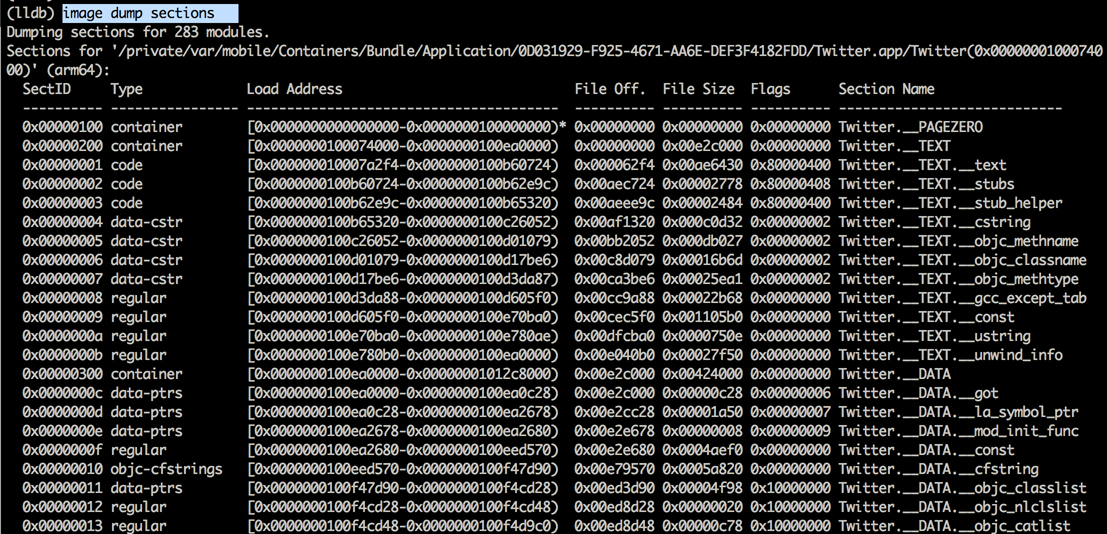 (lldb) image dump sections
Dumping sections for 283 modules.
Sections for '/private/var/mobile/Containers/Bundle/Application/0D031929-F925-4671-AA6E-DEF3F4182FDD/Twitter.app/Twitter(0x00000001000740
00)' (arm64):
SectID Type Load Address File Off. File Size Flags Section Name
---------- ---------------- --------------------------------------- ---------- ---------- ---------- ----------------------------
0x00000100 container [0x0000000000000000-0x0000000100000000)* 0x00000000 0x00000000 0x00000000 Twitter.__PAGEZERO
0x00000200 container [0x0000000100074000-0x0000000100ea0000) 0x00000000 0x00e2c000 0x00000000 Twitter.__TEXT
0x00000001 code [0x000000010007a2f4-0x0000000100b60724) 0x000062f4 0x00ae6430 0x80000400 Twitter.__TEXT.__text
0x00000002 code [0x0000000100b60724-0x0000000100b62e9c) 0x00aec724 0x00002778 0x80000408 Twitter.__TEXT.__stubs
0x00000003 code [0x0000000100b62e9c-0x0000000100b65320) 0x00aeee9c 0x00002484 0x80000400 Twitter.__TEXT.__stub_helper
0x00000004 data-cstr [0x0000000100b65320-0x0000000100c26052) 0x00af1320 0x000c0d32 0x00000002 Twitter.__TEXT.__cstring
0x00000005 data-cstr [0x0000000100c26052-0x0000000100d01079) 0x00bb2052 0x000db027 0x00000002 Twitter.__TEXT.__objc_methname
0x00000006 data-cstr [0x0000000100d01079-0x0000000100d17be6) 0x00c8d079 0x00016b6d 0x00000002 Twitter.__TEXT.__objc_classname
0x00000007 data-cstr [0x0000000100d17be6-0x0000000100d3da87) 0x00ca3be6 0x00025ea1 0x00000002 Twitter.__TEXT.__objc_methtype
0x00000008 regular [0x0000000100d3da88-0x0000000100d605f0) 0x00cc9a88 0x00022b68 0x00000000 Twitter.__TEXT.__gcc_except_tab
0x00000009 regular [0x0000000100d605f0-0x0000000100e70ba0) 0x00cec5f0 0x001105b0 0x00000000 Twitter.__TEXT.__const
0x0000000a regular [0x0000000100e70ba0-0x0000000100e780ae) 0x00dfcba0 0x0000750e 0x00000000 Twitter.__TEXT.__ustring
0x0000000b regular [0x0000000100e780b0-0x0000000100ea0000) 0x00e040b0 0x00027f50 0x00000000 Twitter.__TEXT.__unwind_info
0x00000300 container [0x0000000100ea0000-0x00000001012c8000) 0x00e2c000 0x00424000 0x00000000 Twitter.__DATA
0x0000000c data-ptrs [0x0000000100ea0000-0x0000000100ea0c28) 0x00e2c000 0x00000c28 0x00000006 Twitter.__DATA.__got
0x0000000d data-ptrs [0x0000000100ea0c28-0x0000000100ea2678) 0x00e2cc28 0x00001a50 0x00000007 Twitter.__DATA.__la_symbol_ptr
0x0000000e data-ptrs [0x0000000100ea2678-0x0000000100ea2680) 0x00e2e678 0x00000008 0x00000009 Twitter.__DATA.__mod_init_func
0x0000000f regular [0x0000000100ea2680-0x0000000100eed570) 0x00e2e680 0x0004aef0 0x00000000 Twitter.__DATA.__const
0x00000010 objc-cfstrings [0x0000000100eed570-0x0000000100f47d90) 0x00e79570 0x0005a820 0x00000000 Twitter.__DATA.__cfstring
0x00000011 data-ptrs [0x0000000100f47d90-0x0000000100f4cd28) 0x00ed3d90 0x00004f98 0x10000000 Twitter.__DATA.__objc_classlist
0x00000012 regular [0x0000000100f4cd28-0x0000000100f4cd48) 0x00ed8d28 0x00000020 0x10000000 Twitter.__DATA.__objc_nlclslist
0x00000013 regular [0x0000000100f4cd48-0x0000000100f4d9c0) 0x00ed8d48 0x00000c78 0x10000000 Twitter.__DATA.__objc_catlist